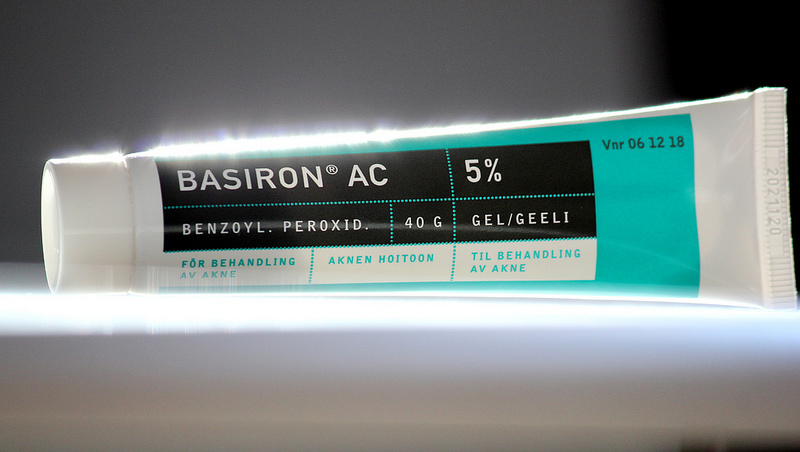 BASIRON® AC
5%
BENZOYL. PEROXID.
40 G
GEL/GEELI
FÖR BEHANDLING
AV AKNE
AKNEN HOITOON
TIL BEHANDLING
AV AKNE
Vnr 06 12 18
2021120